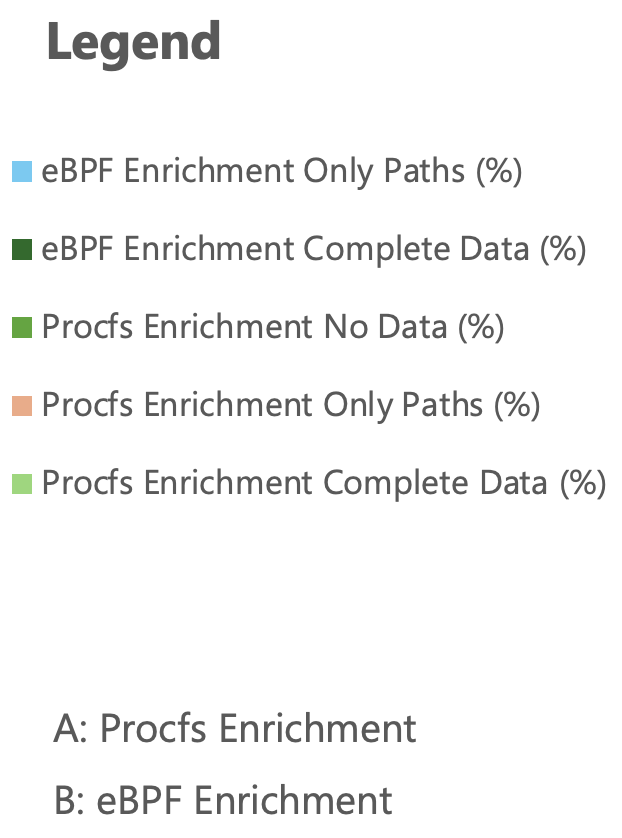 Legend
eBPF Enrichment Only Paths (%)
eBPF Enrichment Complete Data (%)
Procfs Enrichment No Data (%)
Procfs Enrichment Only Paths (%)
Procfs Enrichment Complete Data (%)
A: Procfs Enrichment
B: eBPF Enrichment